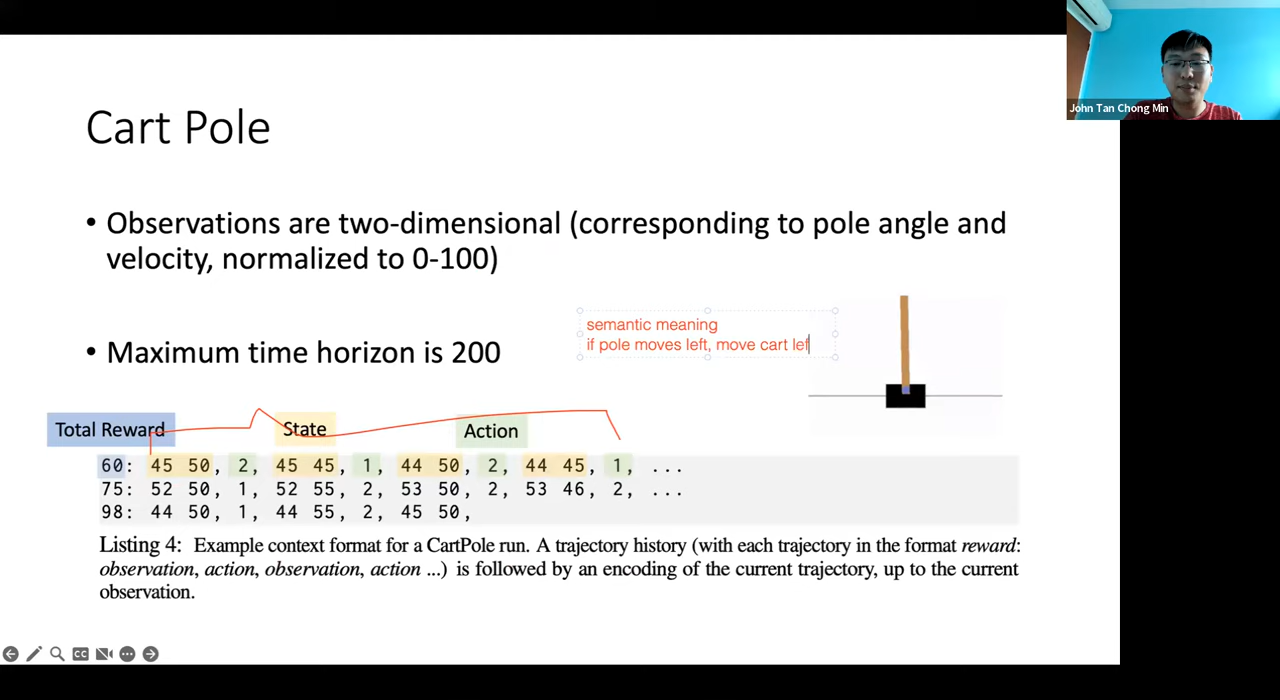 John Tan Chong Min
Cart Pole
• Observations are two-dimensional (corresponding to pole angle and
velocity, normalized to 0-100)
semantic meaning
if pole moves left, move cart lef
• Maximum time horizon is 200
Total Reward
State
Action
60: 45 50, 2, 45 45, 1, 44 50, 2, 44 45, 1, ...
75: 52 50, 1, 52 55, 2, 53 50, 2, 53 46, 2, ...
98: 44 50, 1, 44 55, 2, 45 50,
Listing 4: Example context format for a CartPole run. A trajectory history (with each trajectory in the format reward:
observation, action, observation, action ...) is followed by an encoding of the current trajectory, up to the current
observation.
CC